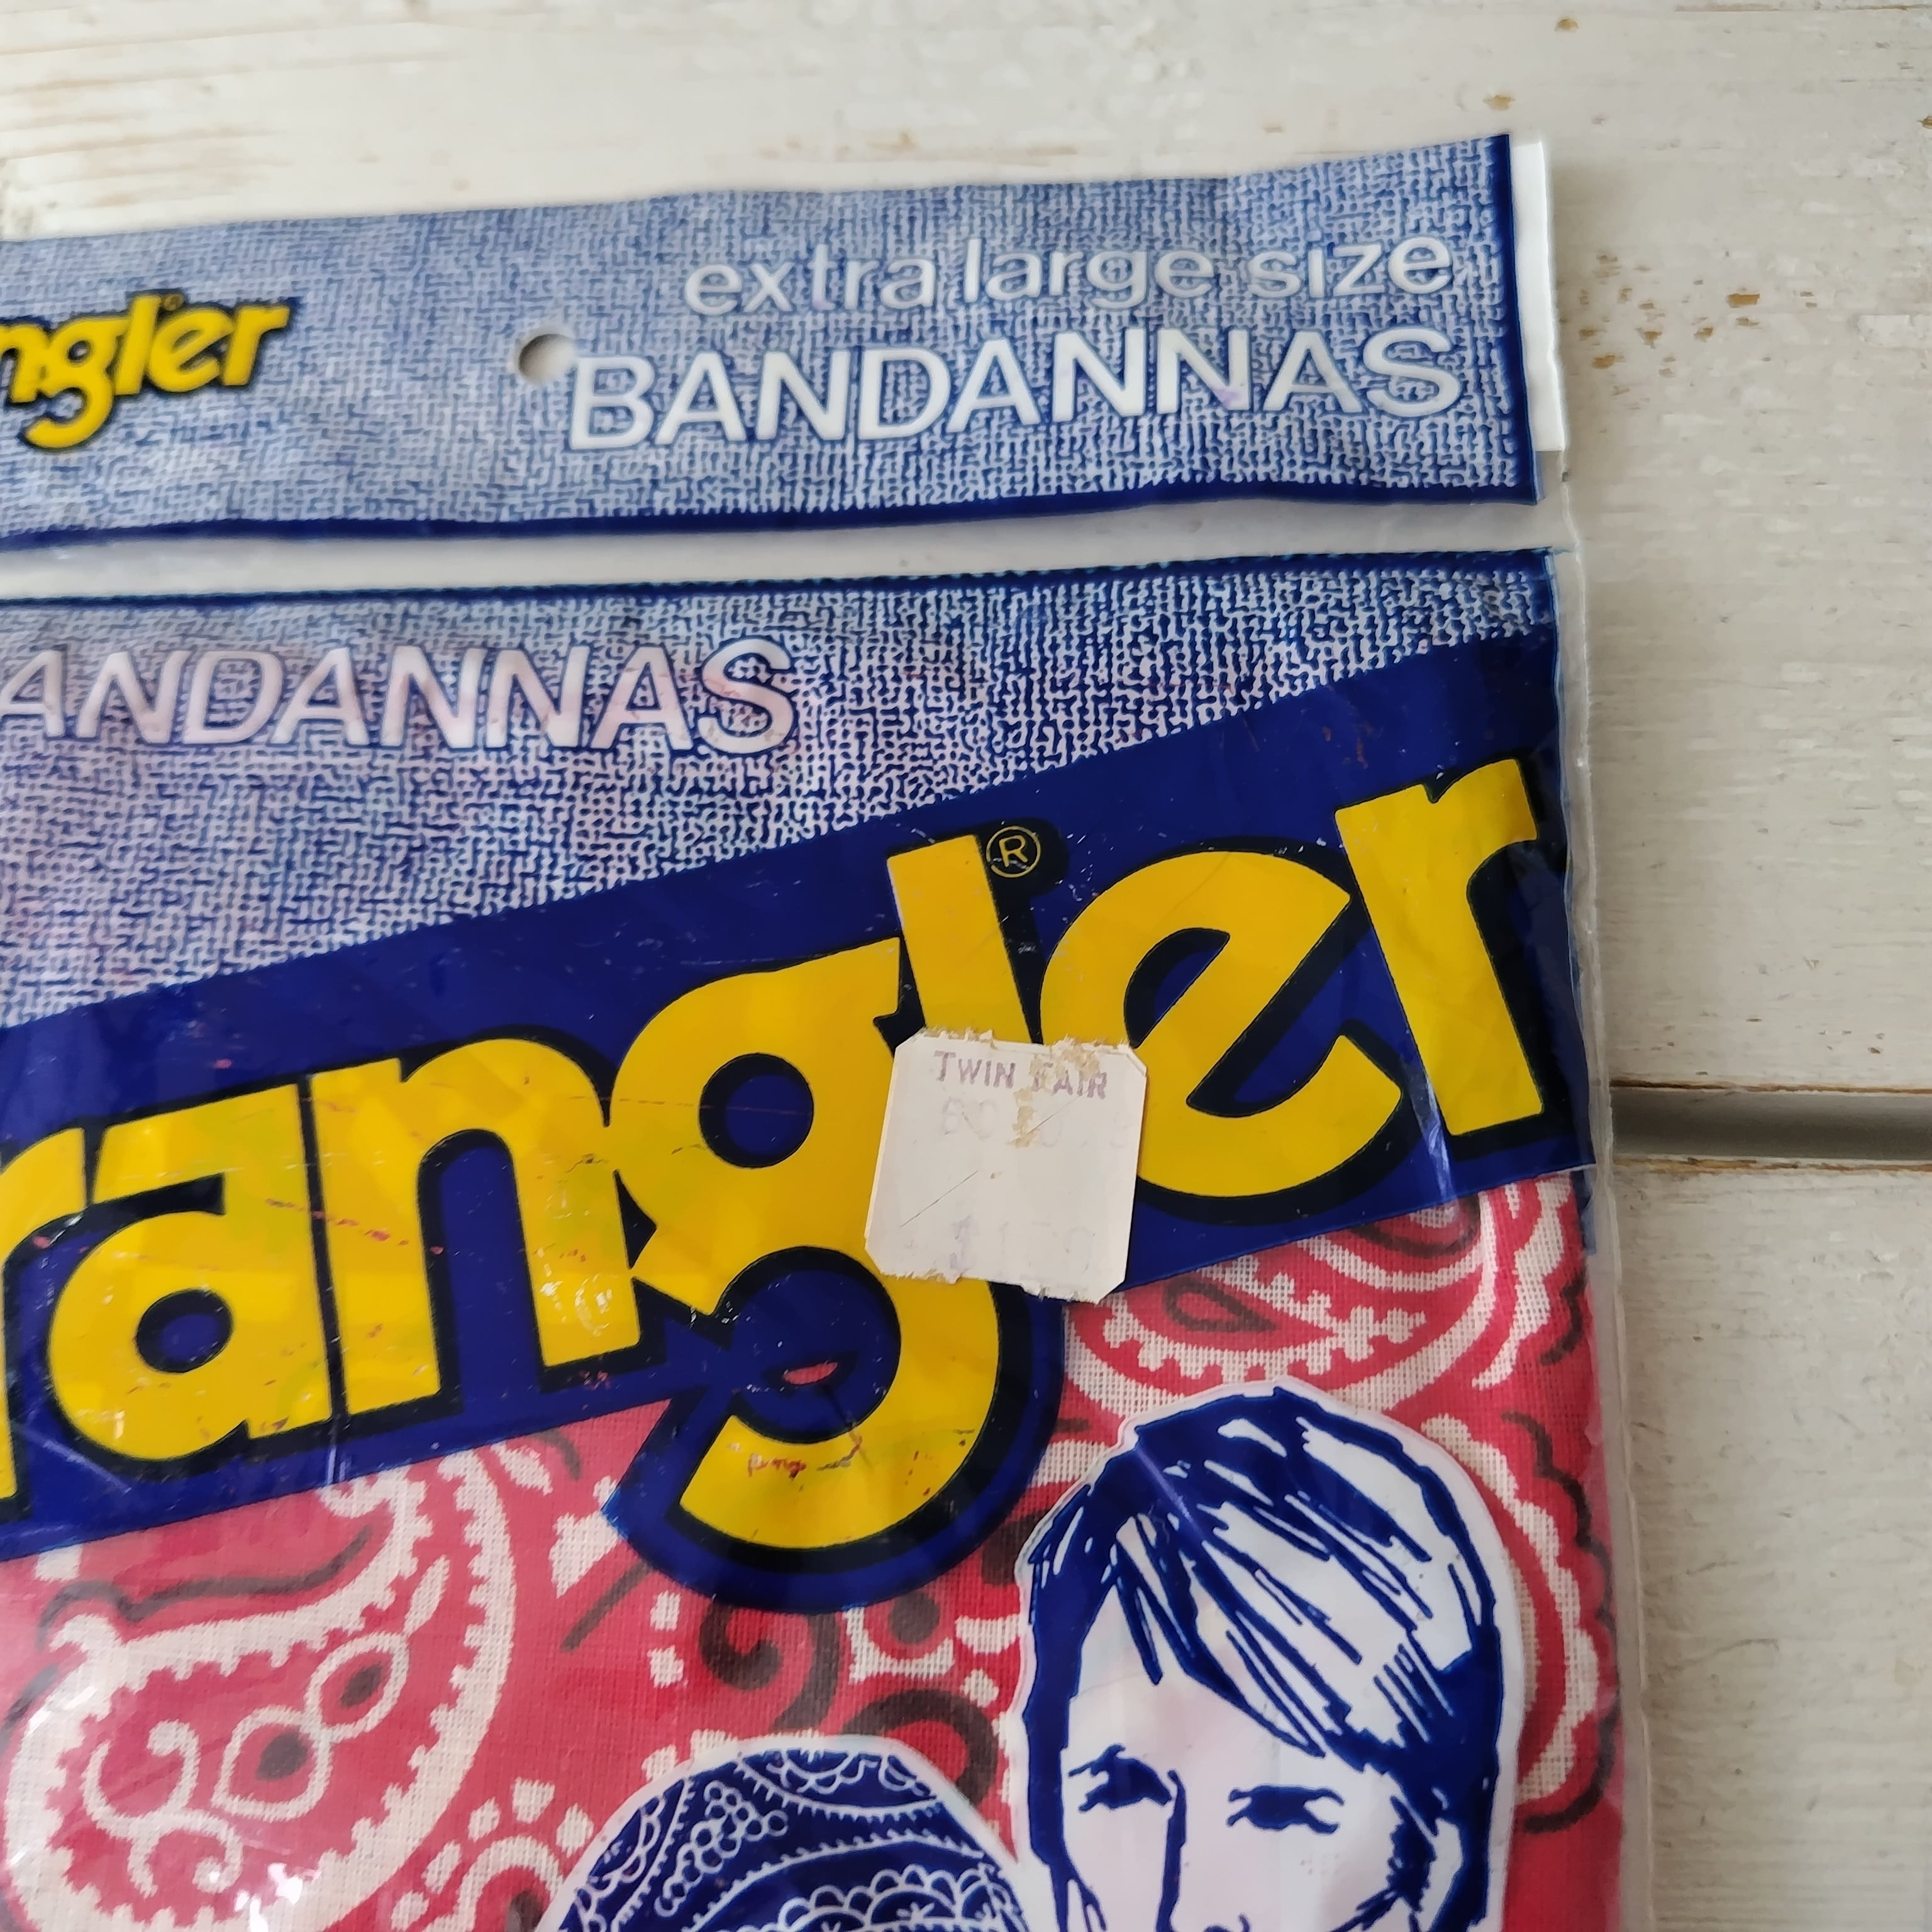 ngler
extra large size
BANDANNAS
ANDANNAS
rangler®
TWIN FAIR